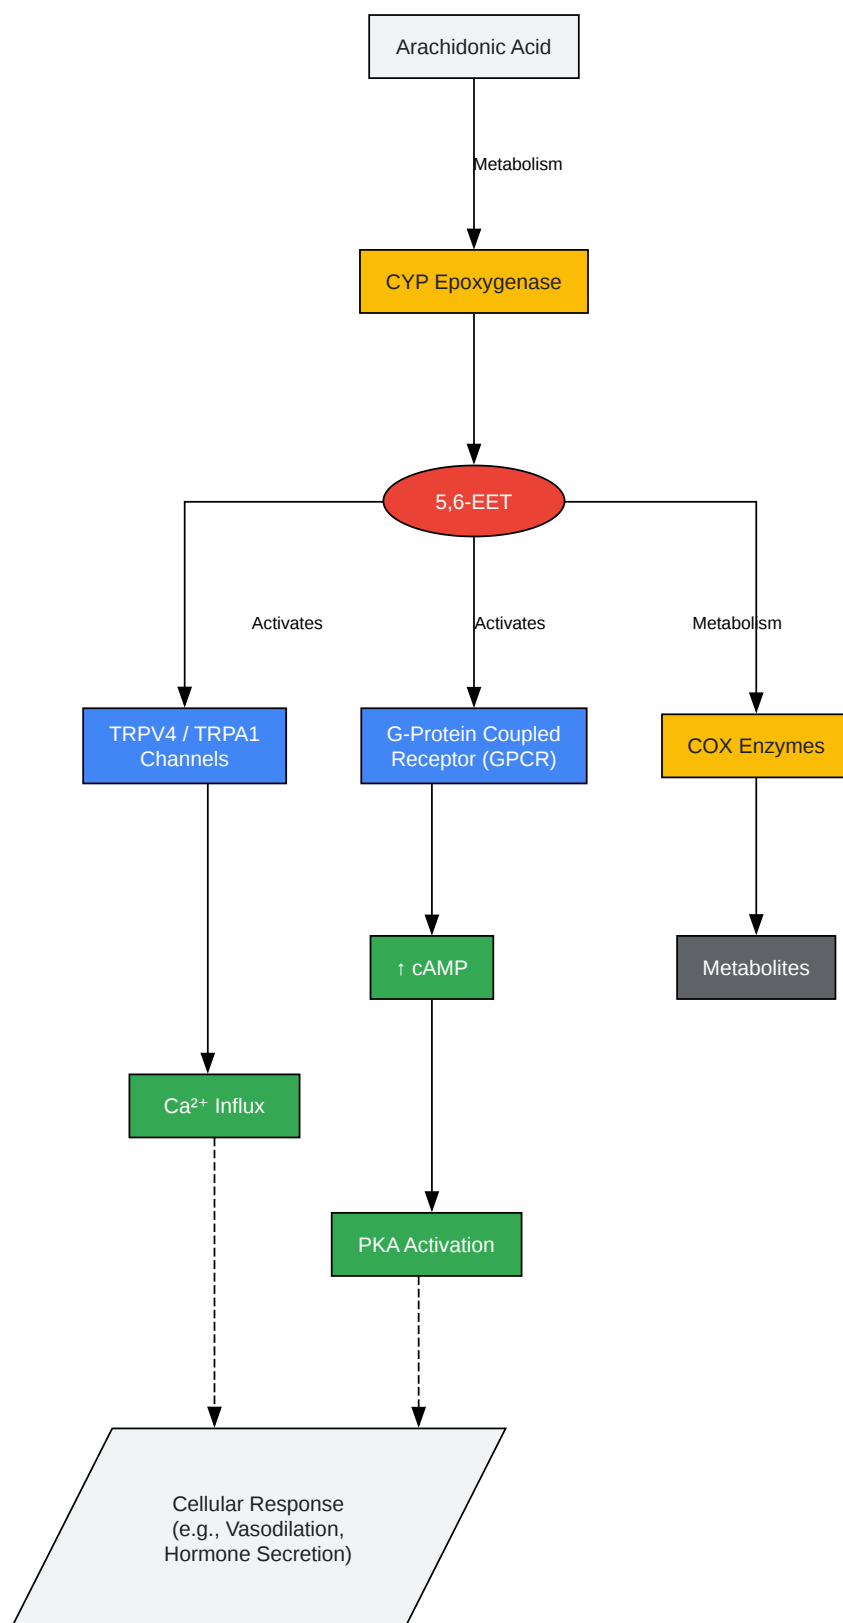 Arachidonic Acid
Metabolism
CYP Epoxygenase
5,6-EET
Activates
Activates
Metabolism
TRPV4 / TRPA1
Channels
G-Protein Coupled
Receptor (GPCR)
COX Enzymes
↑ cAMP
Metabolites
Ca²⁺ Influx
PKA Activation
Cellular Response
(e.g., Vasodilation,
Hormone Secretion)